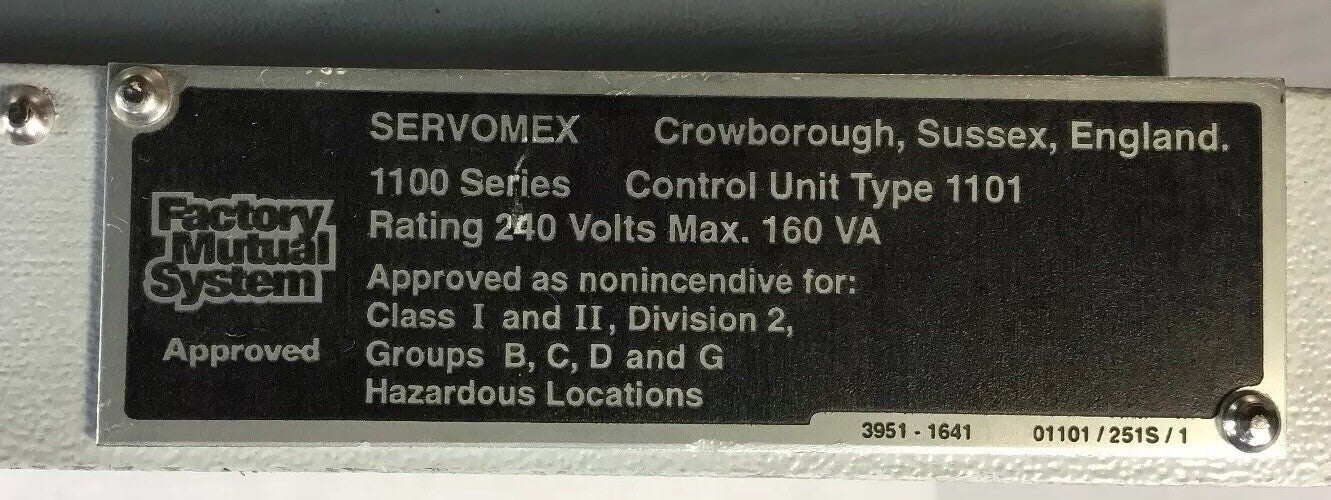 SERVOMEX Crowborough, Sussex, England.
1100 Series Control Unit Type 1101
Rating 240 Volts Max. 160 VA
Factory
Mutual
System
Approved
Approved as nonincendive for:
Class I and II, Division 2,
Groups B, C, D and G
Hazardous Locations
3951 - 1641 01101 / 251S / 1